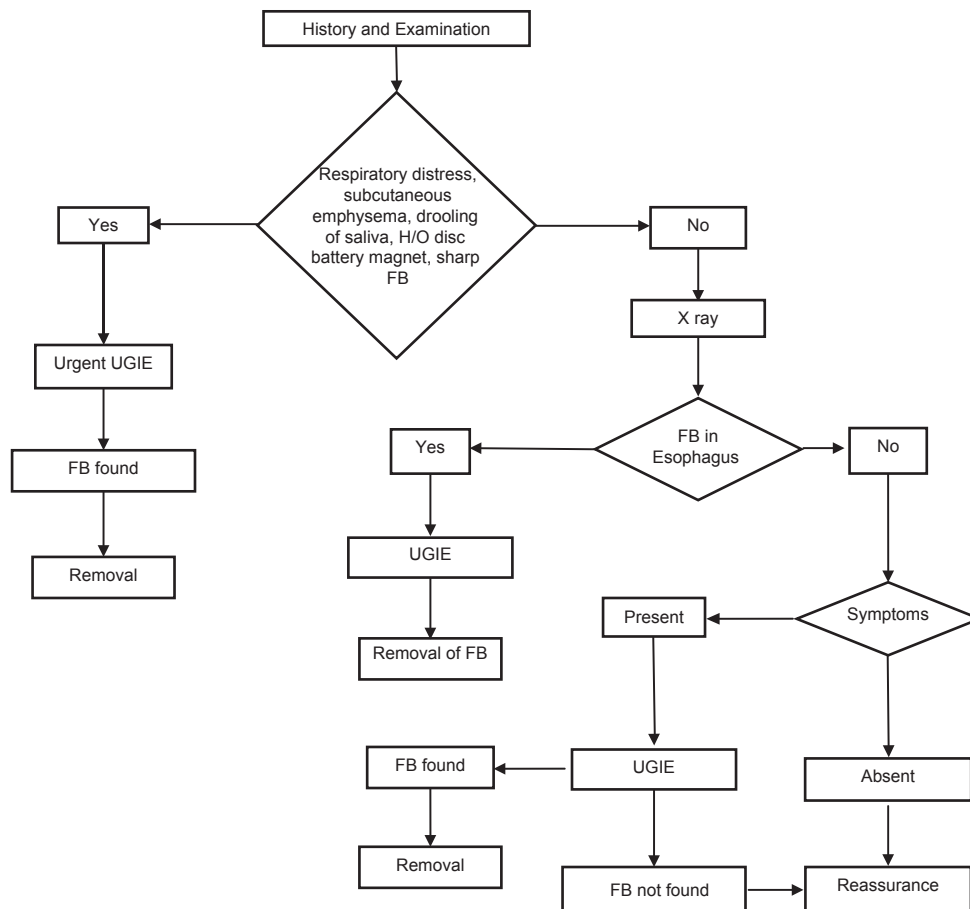 History and Examination
Respiratory distress,
subcutaneous
emphysema, drooling
of saliva, H/O disc
battery magnet, sharp
FB
Yes
No
Urgent UGIE
X ray
FB found
Removal
FB in
Esophagus
Yes
No
UGIE
Removal of FB
Symptoms
Present
UGIE
FB found
Removal
Absent
FB not found
Reassurance